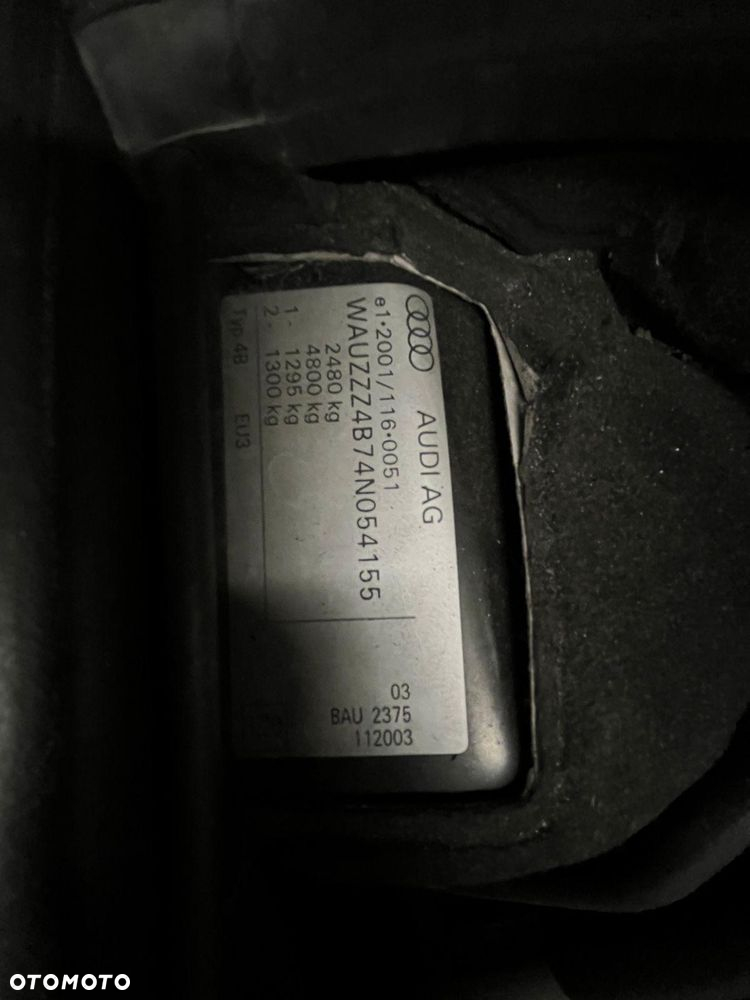 AUDI AG
e1*2001/116*0051
WAUZZZ4B74N054155
2480 kg
4800 kg
1 - 1295 kg
2 - 1300 kg
Typ 4B EU3
03
BAU 2375
112003
OTOMOTO